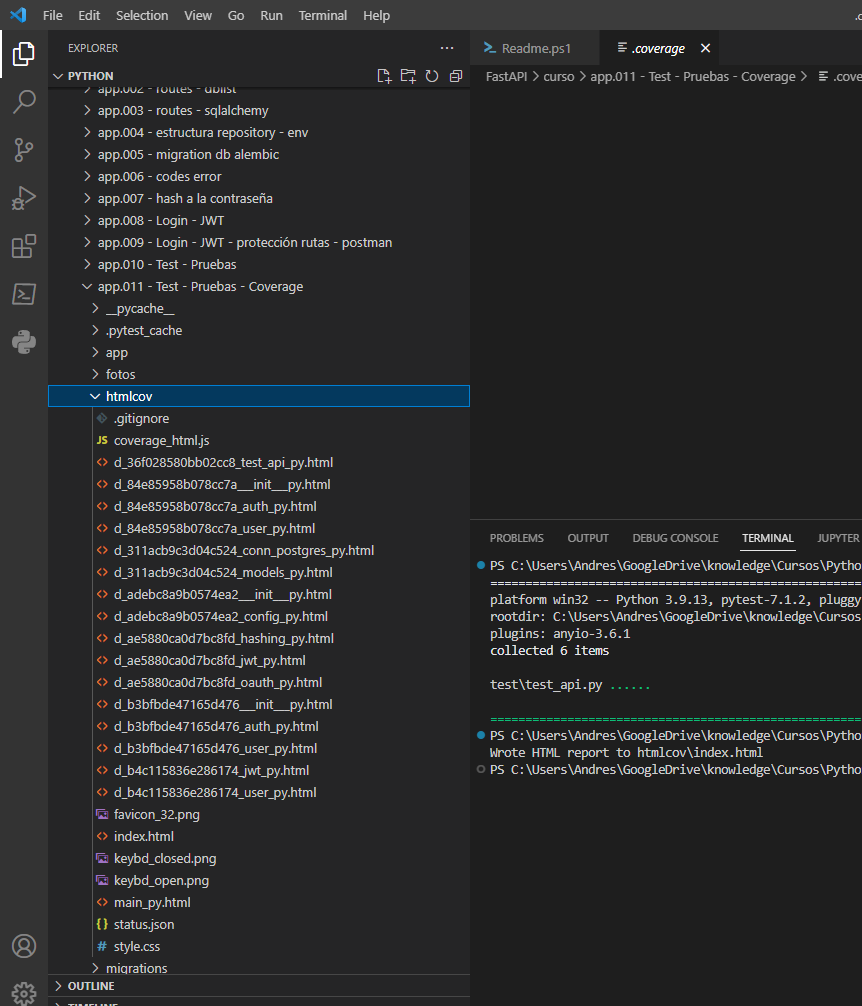 File Edit Selection View Go Run Terminal Help
EXPLORER
PYTHON
app.002 - routes - dblist
app.003 - routes - sqlalchemy
app.004 - estructura repository - env
app.005 - migration db alembic
app.006 - codes error
app.007 - hash a la contraseña
app.008 - Login - JWT
app.009 - Login - JWT - protección rutas - postman
app.010 - Test - Pruebas
app.011 - Test - Pruebas - Coverage
__pycache__
.pytest_cache
app
fotos
htmlcov
.gitignore
JS coverage_html.js
d_36f028580bb02cc8_test_api_py.html
d_84e85958b078cc7a___init___py.html
d_84e85958b078cc7a_auth_py.html
d_84e85958b078cc7a_user_py.html
d_311acb9c3d04c524_conn_postgres_py.html
d_311acb9c3d04c524_models_py.html
d_adebc8a9b0574ea2___init___py.html
d_adebc8a9b0574ea2_config_py.html
d_ae5880ca0d7bc8fd_hashing_py.html
d_ae5880ca0d7bc8fd_jwt_py.html
d_ae5880ca0d7bc8fd_oauth_py.html
d_b3bfbde47165d476___init___py.html
d_b3bfbde47165d476_auth_py.html
d_b3bfbde47165d476_user_py.html
d_b4c115836e286174_jwt_py.html
d_b4c115836e286174_user_py.html
favicon_32.png
index.html
keybd_closed.png
keybd_open.png
main_py.html
{} status.json
# style.css
migrations
OUTLINE
Readme.ps1 .coverage
FastAPI > curso > app.011 - Test - Pruebas - Coverage > .cove
PROBLEMS OUTPUT DEBUG CONSOLE TERMINAL JUPYTER
PS C:\Users\Andres\GoogleDrive\knowledge\Cursos\Pytho
=====================================================
platform win32 -- Python 3.9.13, pytest-7.1.2, pluggy
rootdir: C:\Users\Andres\GoogleDrive\knowledge\Cursos
plugins: anyio-3.6.1
collected 6 items
test\test_api.py ......
=====================================================
PS C:\Users\Andres\GoogleDrive\knowledge\Cursos\Pytho
Wrote HTML report to htmlcov\index.html
PS C:\Users\Andres\GoogleDrive\knowledge\Cursos\Pytho